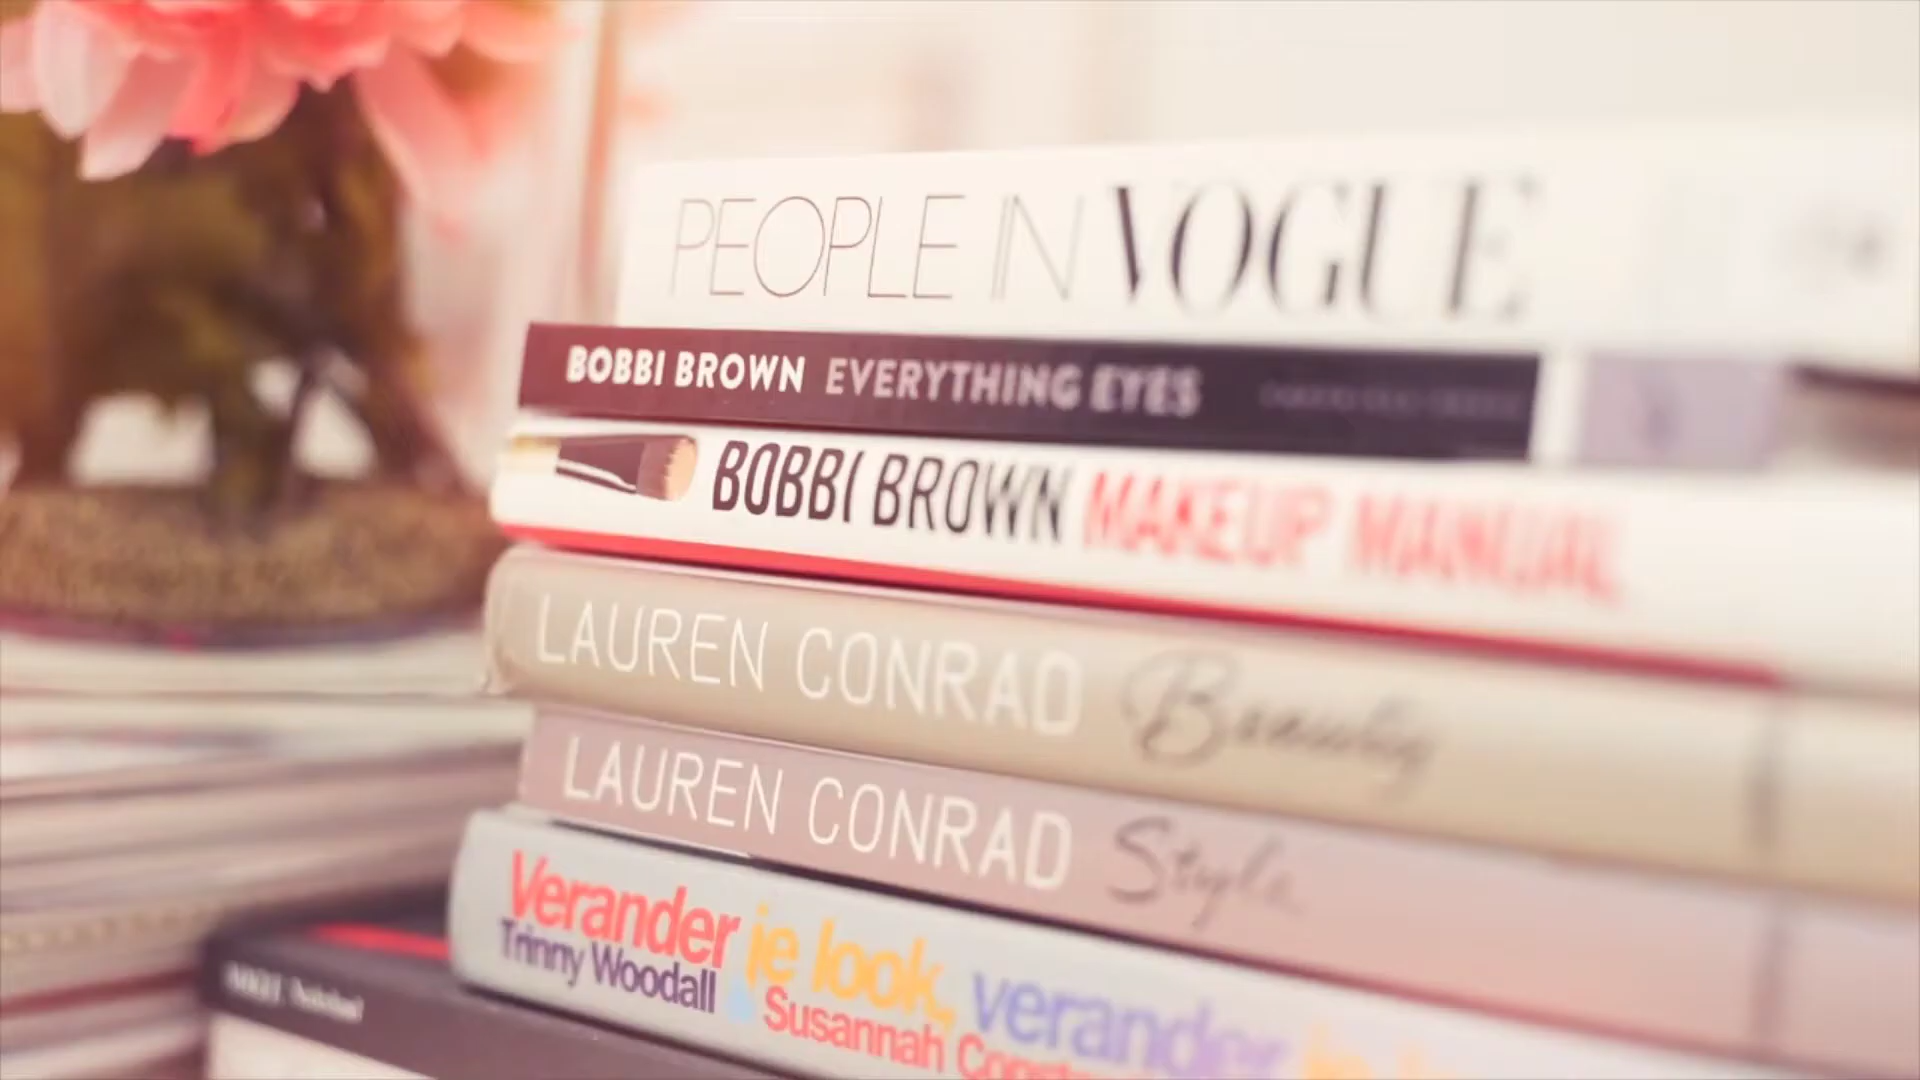 PEOPLE IN VOGUE
BOBBI BROWN EVERYTHING EYES
BOBBI BROWN MAKEUP MANUAL
LAUREN CONRAD Beauty
LAUREN CONRAD Style
Verander je look, verander
Trinny Woodall & Susannah